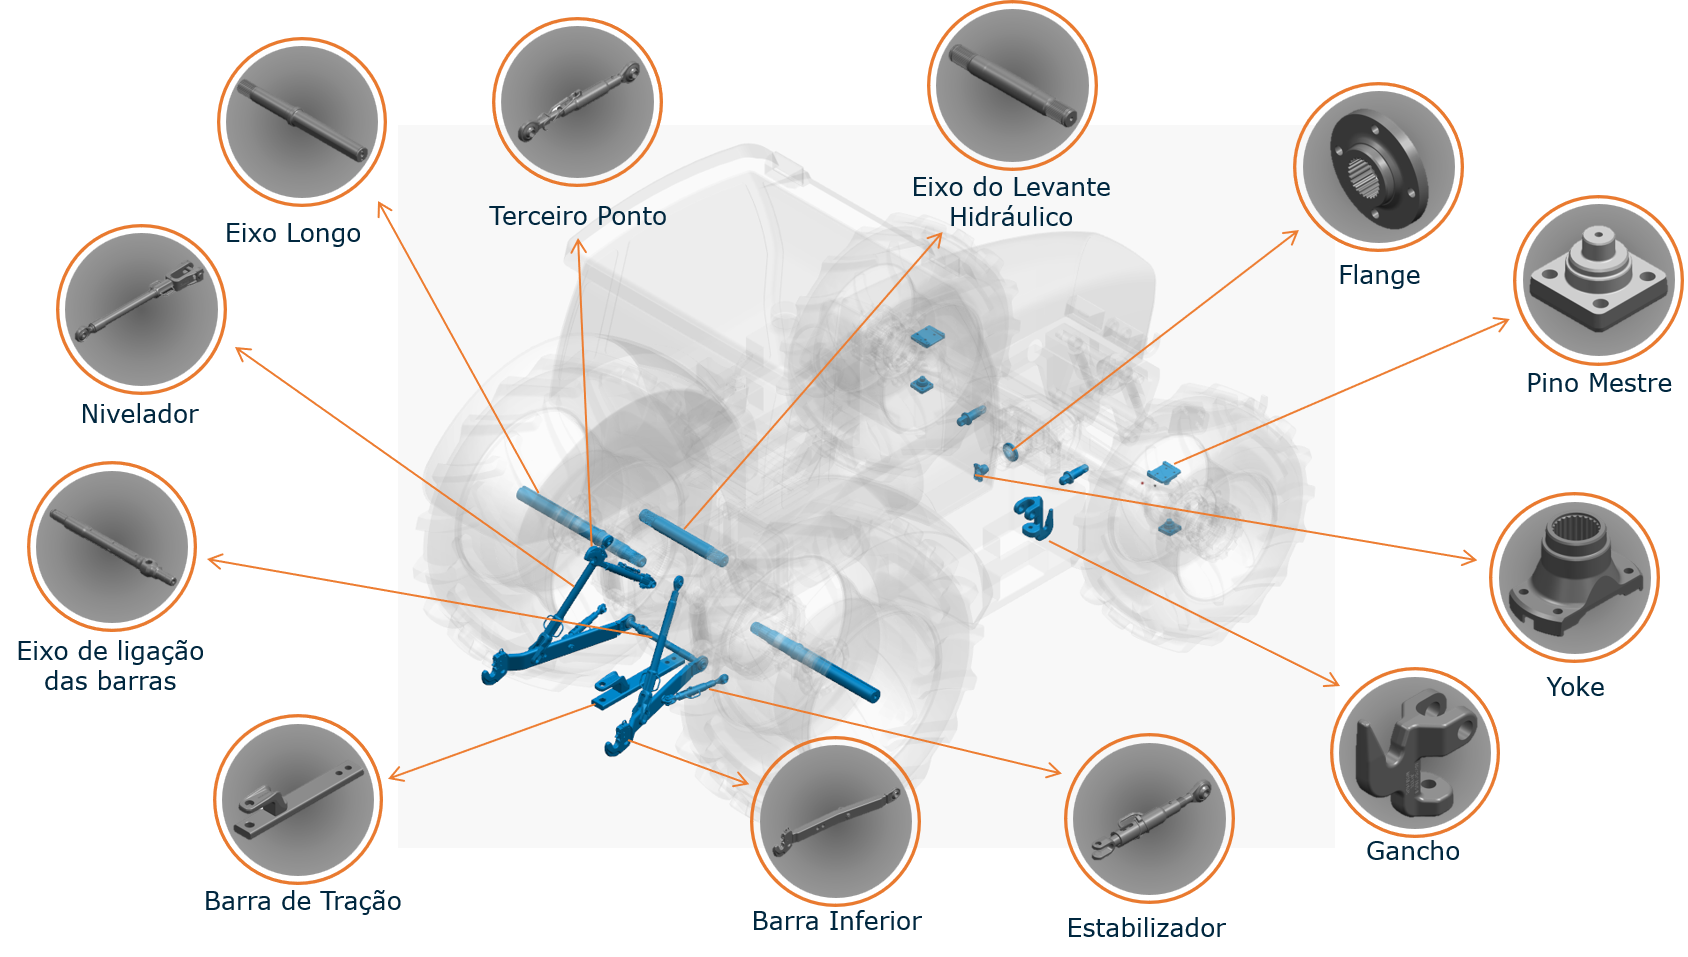 Eixo Longo
Terceiro Ponto
Eixo do Levante
Hidráulico
Flange
Pino Mestre
Nivelador
Eixo de ligação
das barras
Yoke
Gancho
Barra de Tração
Barra Inferior
Estabilizador